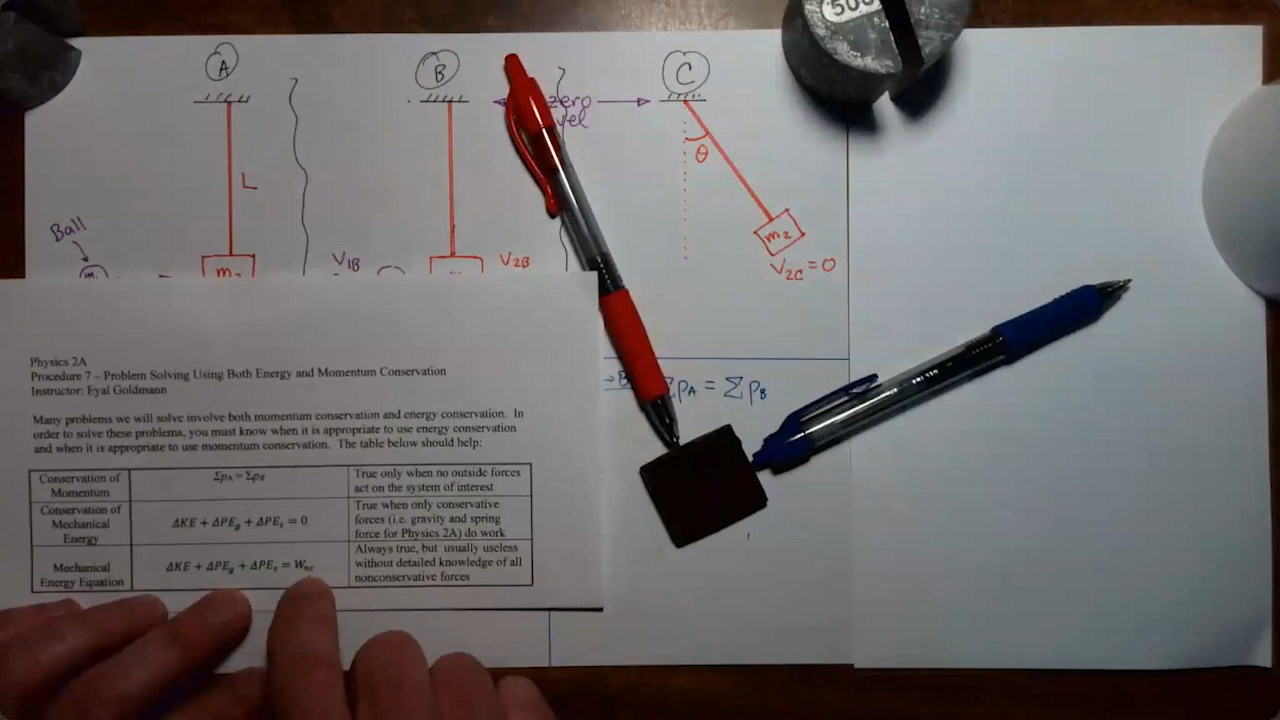 A
B
C
zero
L
θ
Ball
m₂
V₂C = 0
V1B
V2B
500
ΣpA = ΣpB
Physics 2A
Procedure 7 – Problem Solving Using Both Energy and Momentum Conservation
Instructor: Eyal Goldmann
Many problems we will solve involve both momentum conservation and energy conservation. In
order to solve these problems, you must know when it is appropriate to use energy conservation
and when it is appropriate to use momentum conservation. The table below should help:
Conservation of
Momentum
ΣpA = ΣpB
True only when no outside forces
act on the system of interest
Conservation of
Mechanical
Energy
ΔKE + ΔPEg + ΔPEs = 0
True when only conservative
forces (i.e. gravity and spring
force for Physics 2A) do work
Mechanical
Energy Equation
ΔKE + ΔPEg + ΔPEs = Wnc
Always true, but usually useless
without detailed knowledge of all
nonconservative forces